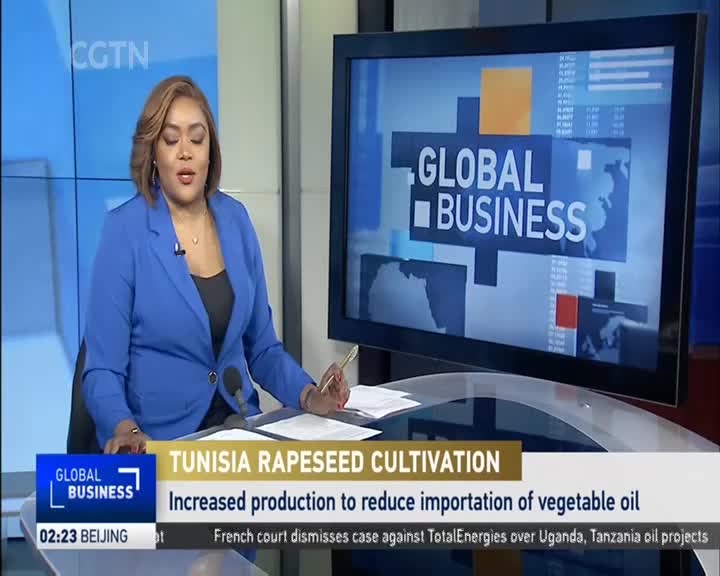 CGTN
GLOBAL
BUSINESS
TUNISIA RAPESEED CULTIVATION
GLOBAL
BUSINESS
Increased production to reduce importation of vegetable oil
02:23 BEIJING
at
French court dismisses case against TotalEnergies over Uganda, Tanzania oil projects